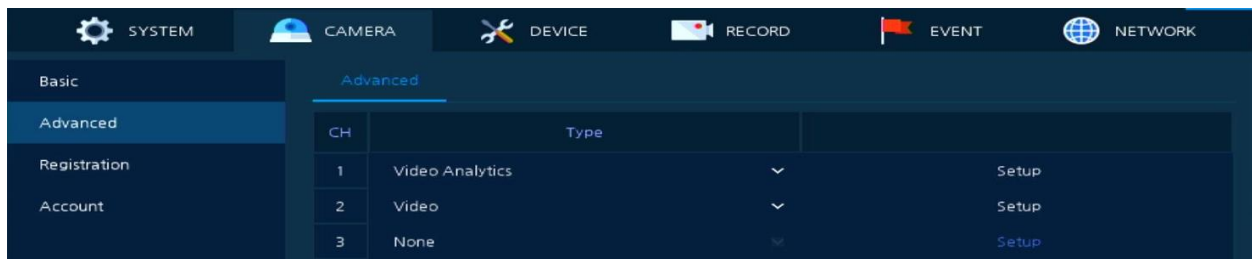 SYSTEM CAMERA DEVICE RECORD EVENT NETWORK
Basic
Advanced
Registration
Account
Advanced
CH Type
1 Video Analytics Setup
2 Video Setup
3 None Setup